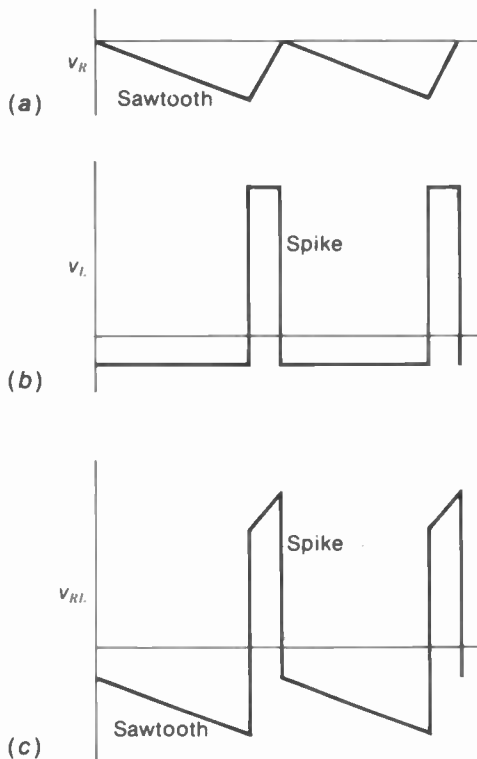 v_R
Sawtooth
(a)
v_L
Spike
(b)
v_RL
Spike
Sawtooth
(c)